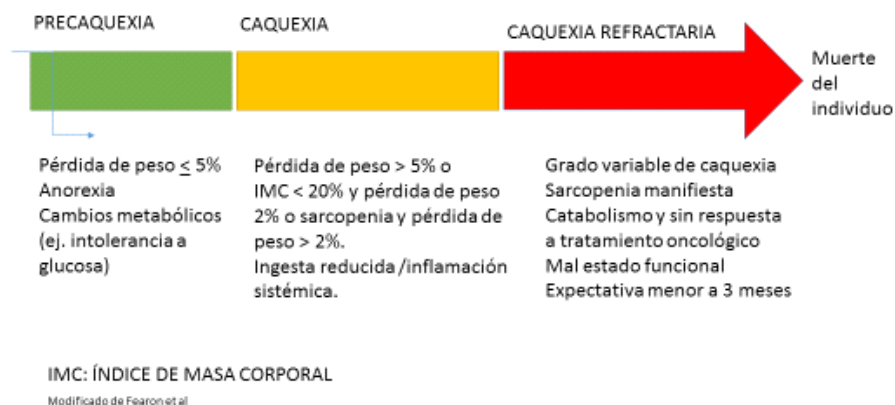 PRECAQUEXIA
CAQUEXIA
CAQUEXIA REFRACTARIA
Muerte
del
individuo
Pérdida de peso ≤ 5%
Anorexia
Cambios metabólicos
(ej. intolerancia a
glucosa)
Pérdida de peso > 5% o
IMC < 20% y pérdida de peso
2% o sarcopenia y pérdida de
peso > 2%.
Ingesta reducida /inflamación
sistémica.
Grado variable de caquexia
Sarcopenia manifiesta
Catabolismo y sin respuesta
a tratamiento oncológico
Mal estado funcional
Expectativa menor a 3 meses
IMC: ÍNDICE DE MASA CORPORAL
Modificado de Fearon et al